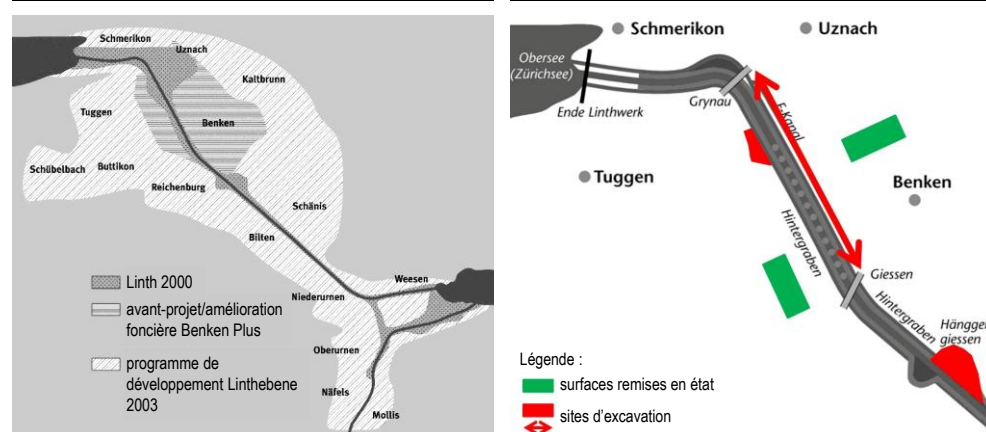 Schmerikon
Uznach
Kaltbrunn
Tuggen
Benken
Schübelbach
Buttikon
Reichenburg
Schänis
Bilten
Weesen
Niederurnen
Oberurnen
Näfels
Mollis
Linth 2000
avant-projet/amélioration
foncière Benken Plus
programme de
développement Linthebene
2003
Schmerikon
Uznach
Obersee
(Zürichsee)
Ende Linthwerk
Grynau
F-Kanal
Tuggen
Benken
Hintergraben
Giessen
Hintergraben
Hängge
giessen
Légende :
surfaces remises en état
sites d'excavation